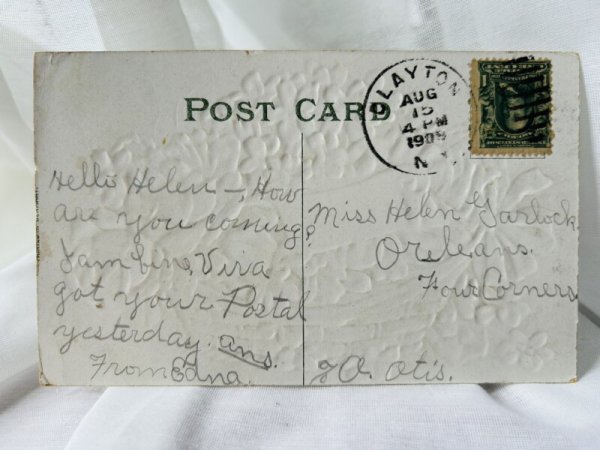 POST CARD
CLAYTON
AUG
15
4 PM
190
N.Y.
Hello Helen—, How
are you coming?
I am fine, Viva
got your Postal
yesterday. ans.
From Edna.
Miss Helen Garlock
Orleans.
Four Corners
℅ O. Otis.